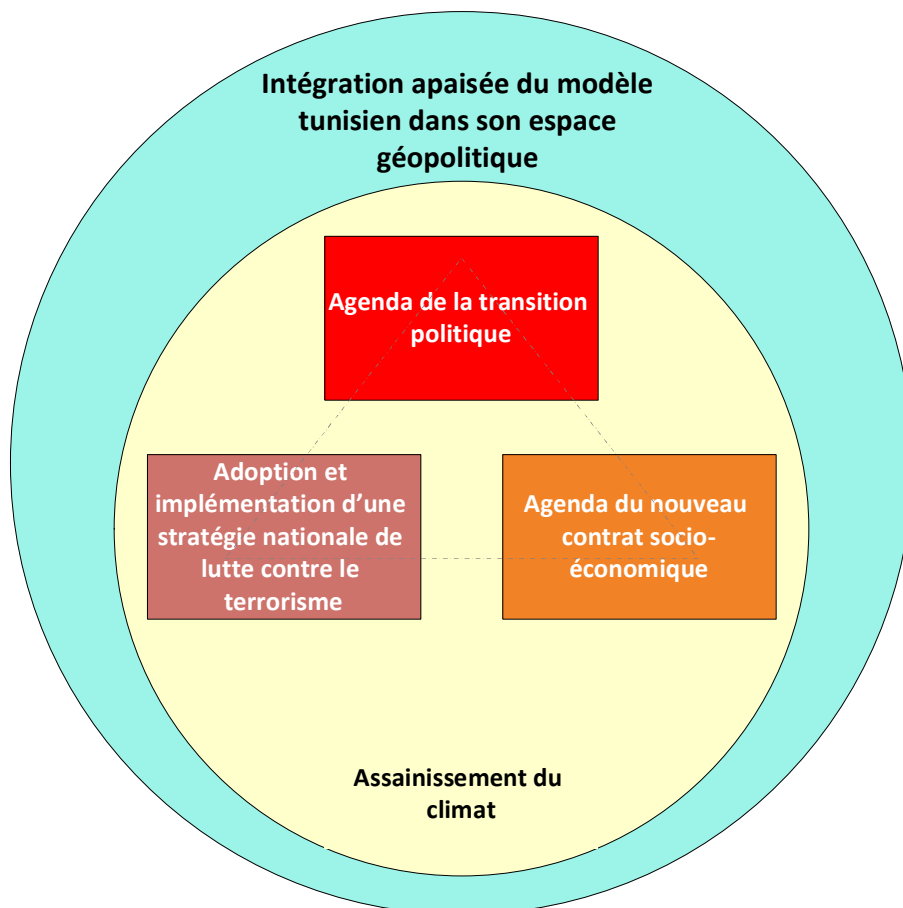 Intégration apaisée du modèle
tunisien dans son espace
géopolitique
Agenda de la transition
politique
Adoption et
implémentation d’une
stratégie nationale de
lutte contre le
terrorisme
Agenda du nouveau
contrat socio-
économique
Assainissement du
climat